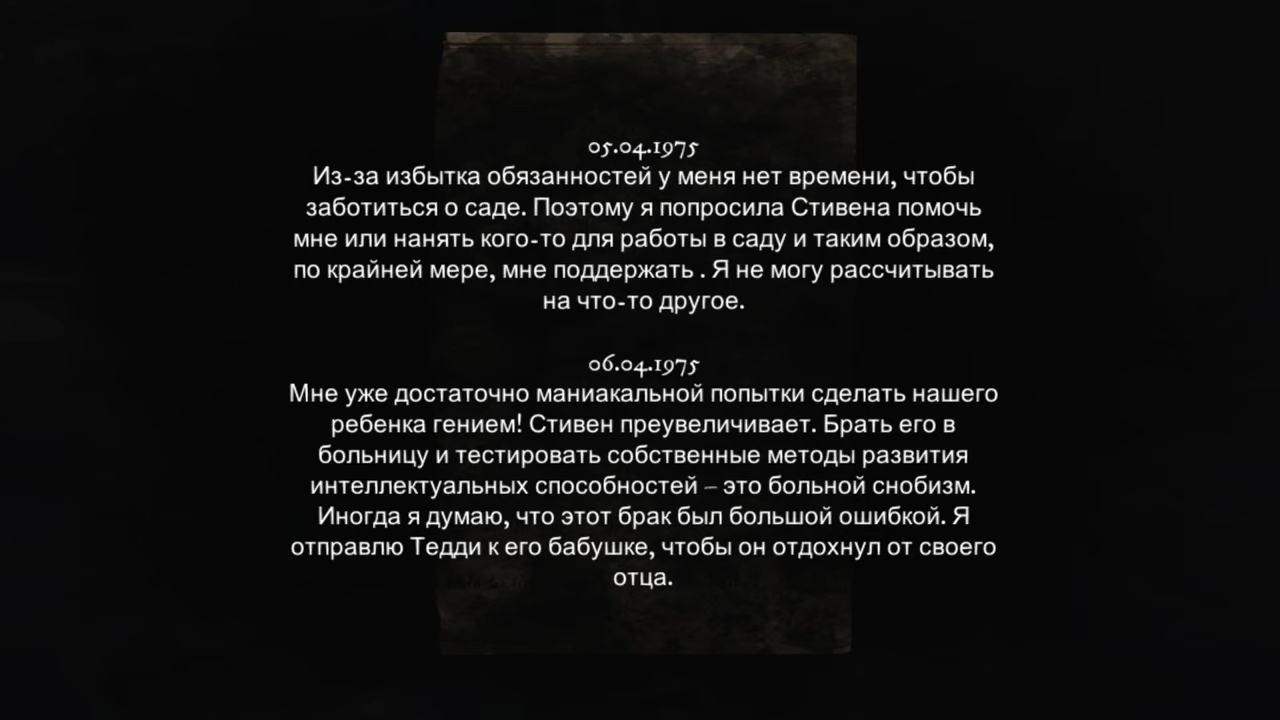 05.04.1975
Из-за избытка обязанностей у меня нет времени, чтобы
заботиться о саде. Поэтому я попросила Стивена помочь
мне или нанять кого-то для работы в саду и таким образом,
по крайней мере, мне поддержать . Я не могу рассчитывать
на что-то другое.
06.04.1975
Мне уже достаточно маниакальной попытки сделать нашего
ребенка гением! Стивен преувеличивает. Брать его в
больницу и тестировать собственные методы развития
интеллектуальных способностей – это больной снобизм.
Иногда я думаю, что этот брак был большой ошибкой. Я
отправлю Тедди к его бабушке, чтобы он отдохнул от своего
отца.